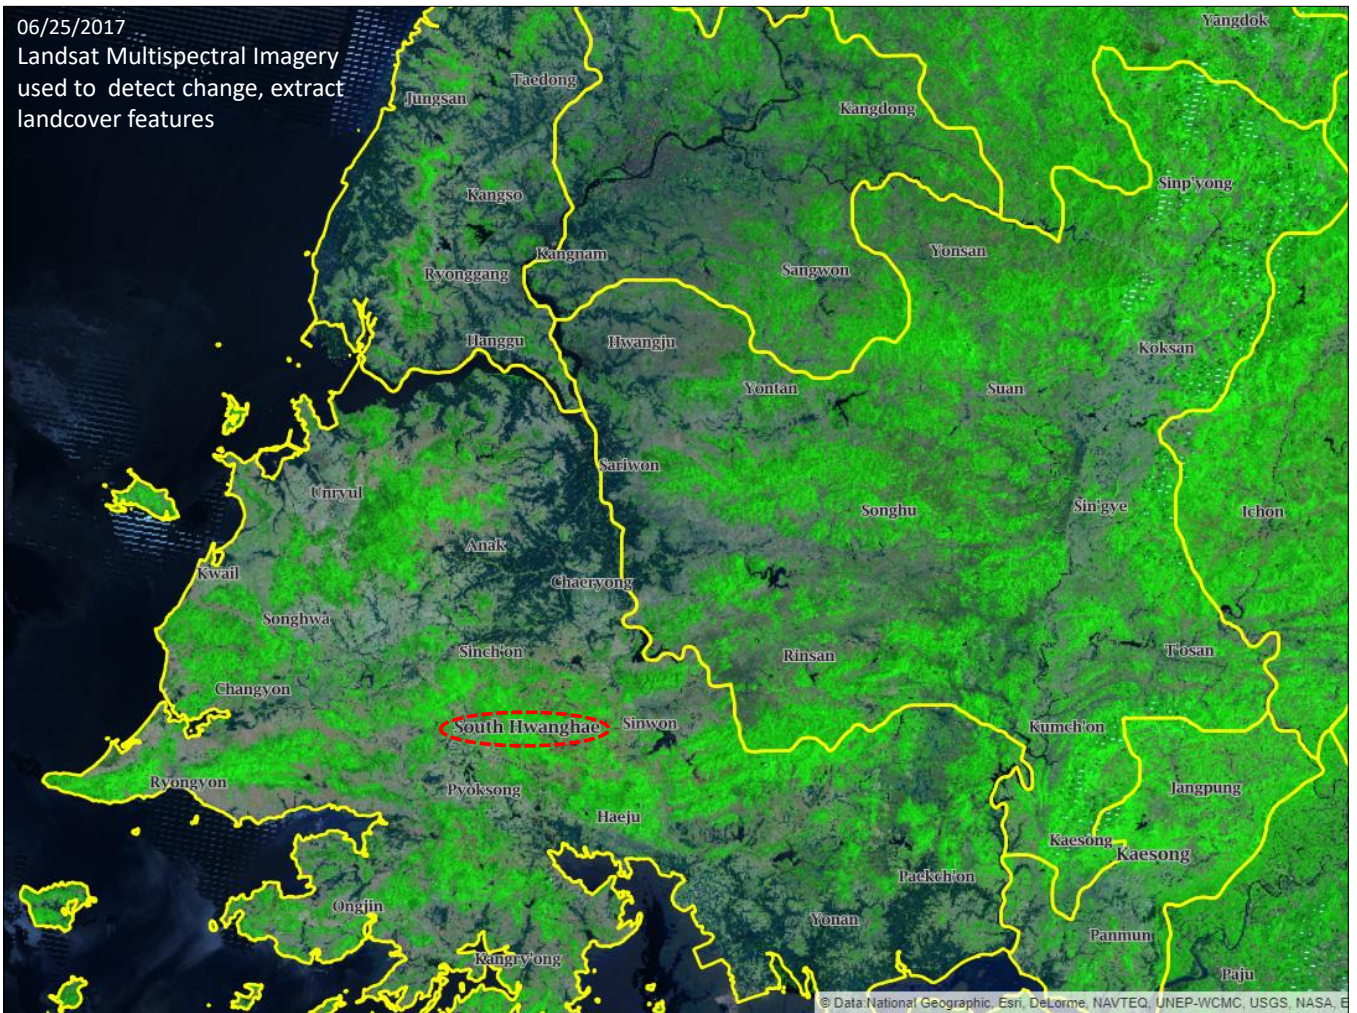 06/25/2017
Landsat Multispectral Imagery
used to  detect change, extract
landcover features
Yangdok
Taedong
Jungsan
Kangdong
Sinp'yong
Kangso
Kangnam
Yonsan
Sangwon
Ryonggang
Hanggu
Hwangju
Koksan
Yontan
Suan
Sariwon
Unryul
Songhu
Sin'gye
Ichon
Anak
Kwail
Chaeryong
Songhwa
Sinch'on
Rinsan
T'osan
Changyon
South Hwanghae
Sinwon
Kumch'on
Ryongyon
Pyoksong
Jangpung
Haeju
Kaesong
Kaesong
Paekch'on
Ongjin
Yonan
Panmun
Kangry'ong
Paju
© Data:National Geographic, Esri, DeLorme, NAVTEQ, UNEP-WCMC, USGS, NASA, E